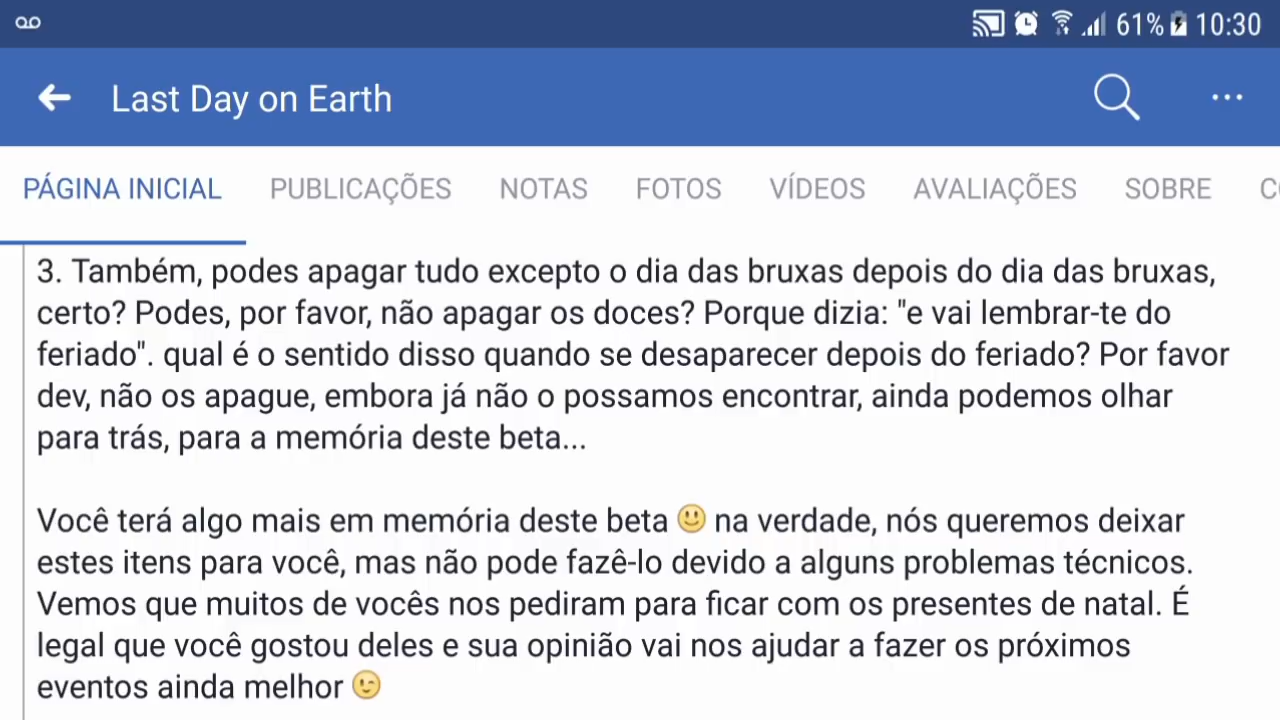 61% 10:30
Last Day on Earth
PÁGINA INICIAL PUBLICAÇÕES NOTAS FOTOS VÍDEOS AVALIAÇÕES SOBRE
3. Também, podes apagar tudo excepto o dia das bruxas depois do dia das bruxas,
certo? Podes, por favor, não apagar os doces? Porque dizia: "e vai lembrar-te do
feriado". qual é o sentido disso quando se desaparecer depois do feriado? Por favor
dev, não os apague, embora já não o possamos encontrar, ainda podemos olhar
para trás, para a memória deste beta...
Você terá algo mais em memória deste beta 🙂 na verdade, nós queremos deixar
estes itens para você, mas não pode fazê-lo devido a alguns problemas técnicos.
Vemos que muitos de vocês nos pediram para ficar com os presentes de natal. É
legal que você gostou deles e sua opinião vai nos ajudar a fazer os próximos
eventos ainda melhor 😉